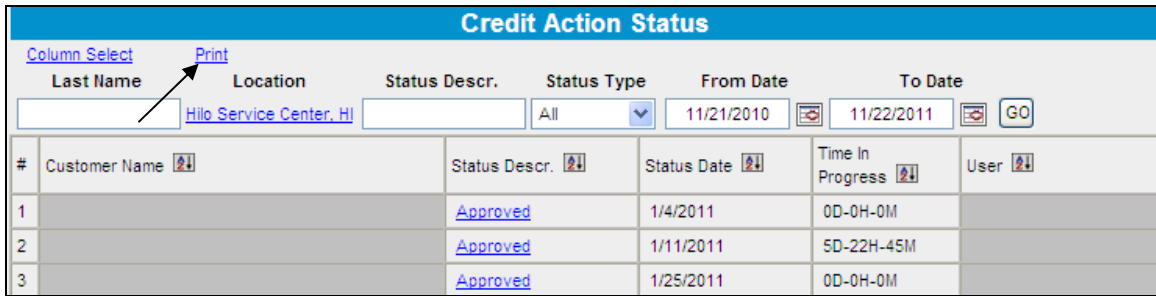 Credit Action Status
Column Select Print
Last Name Location Status Descr. Status Type From Date To Date
Hilo Service Center, HI All 11/21/2010 11/22/2011 GO
# Customer Name Status Descr. Status Date Time In Progress User
1 Approved 1/4/2011 0D-0H-0M
2 Approved 1/11/2011 5D-22H-45M
3 Approved 1/25/2011 0D-0H-0M